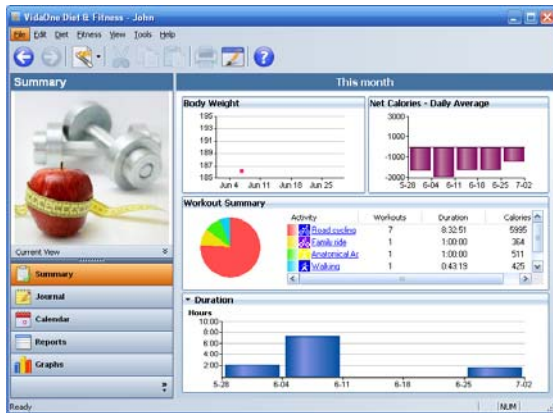 VidaOne Diet & Fitness - John
File Edit Diet Fitness View Tools Help
Summary
This month
Body Weight
195
193
191
189
187
185
Jun 4 Jun 11 Jun 18 Jun 25
Net Calories - Daily Average
3000
1000
-1000
-2000
5-28 6-04 6-11 6-25 7-02
Workout Summary
Activity Workouts Duration Calories
Road cycling 7 8:32:51 5995
Family ride 1 1:00:00 364
Anatomical Ac 1 1:00:00 511
Walking 1 0:43:19 425
Current View
Summary
Journal
Calendar
Reports
Graphs
Duration
Hours
10:00
8:00
6:00
4:00
2:00
5-28 6-04 6-11 6-18 6-25 7-02
Ready
NUM